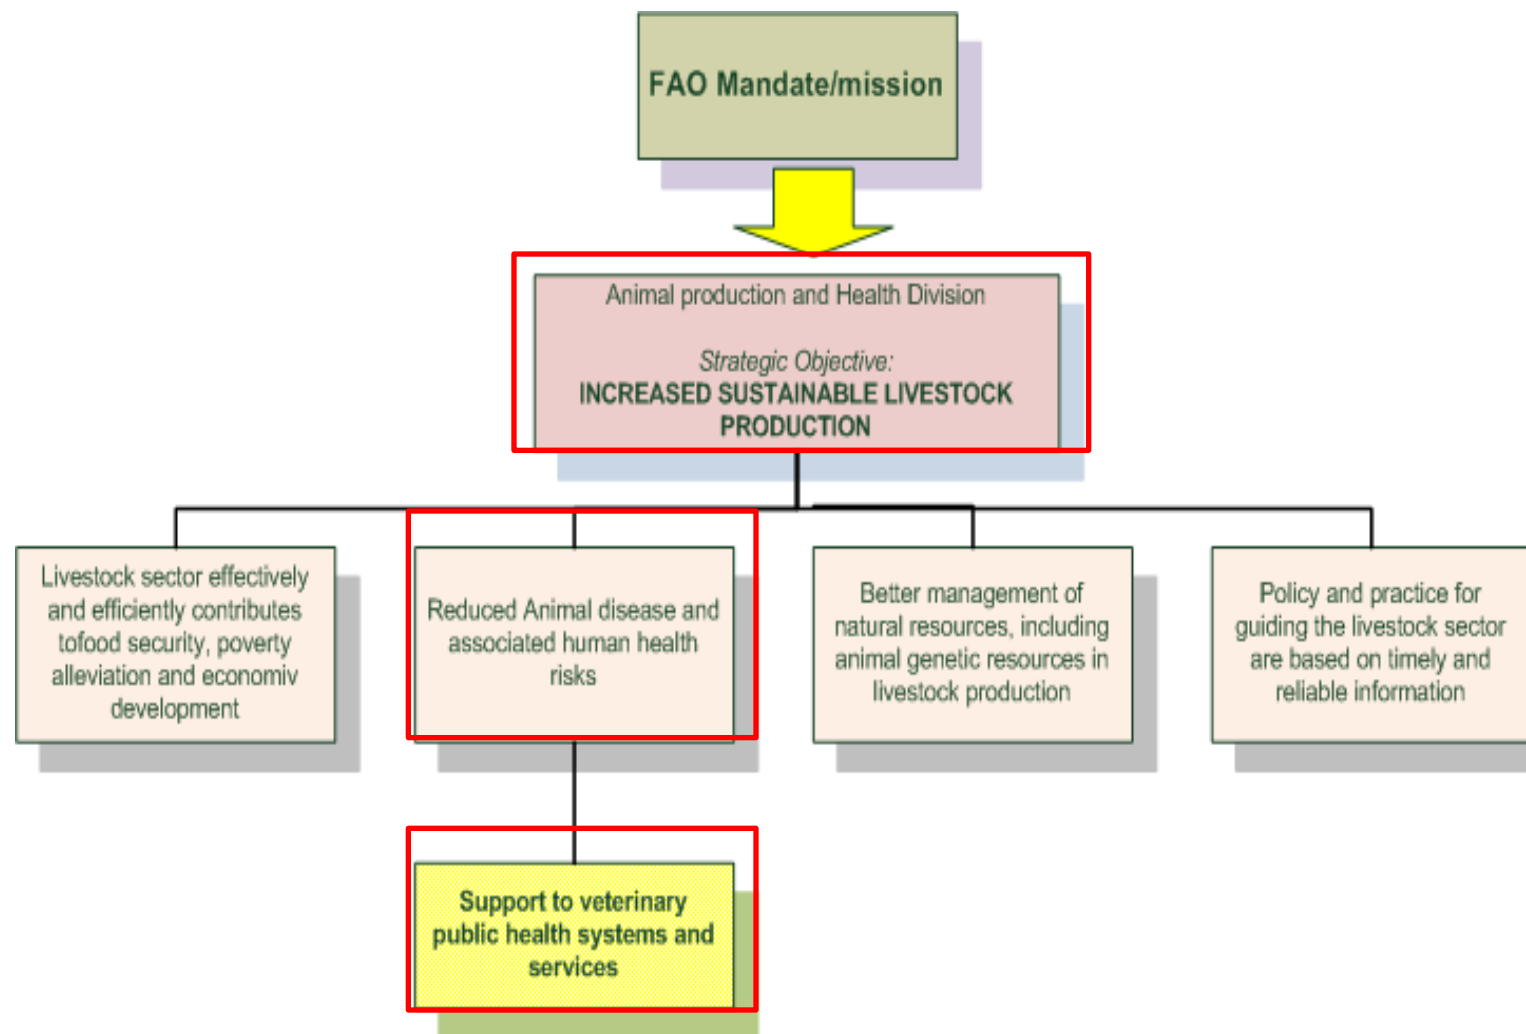 FAO Mandate/mission
Animal production and Health Division
Strategic Objective:
INCREASED SUSTAINABLE LIVESTOCK
PRODUCTION
Livestock sector effectively
and efficiently contributes
tofood security, poverty
alleviation and economiv
development
Reduced Animal disease and
associated human health
risks
Better management of
natural resources, including
animal genetic resources in
livestock production
Policy and practice for
guiding the livestock sector
are based on timely and
reliable information
Support to veterinary
public health systems and
services